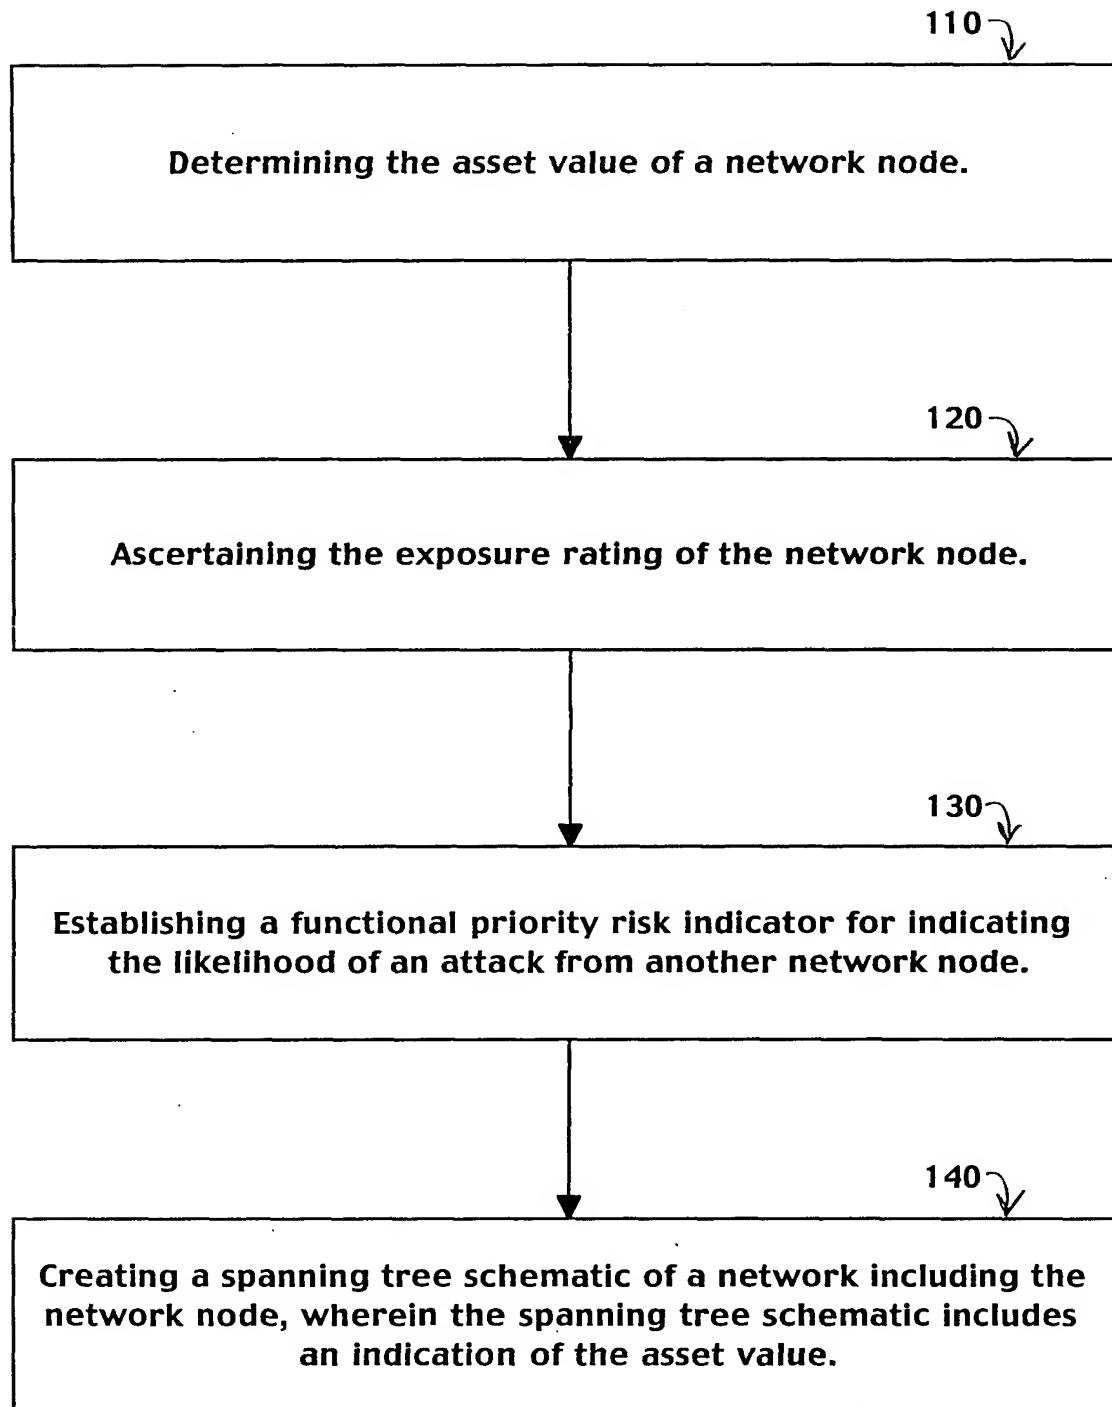 110
Determining the asset value of a network node.
120
Ascertaining the exposure rating of the network node.
130
Establishing a functional priority risk indicator for indicating
the likelihood of an attack from another network node.
140
Creating a spanning tree schematic of a network including the
network node, wherein the spanning tree schematic includes
an indication of the asset value.